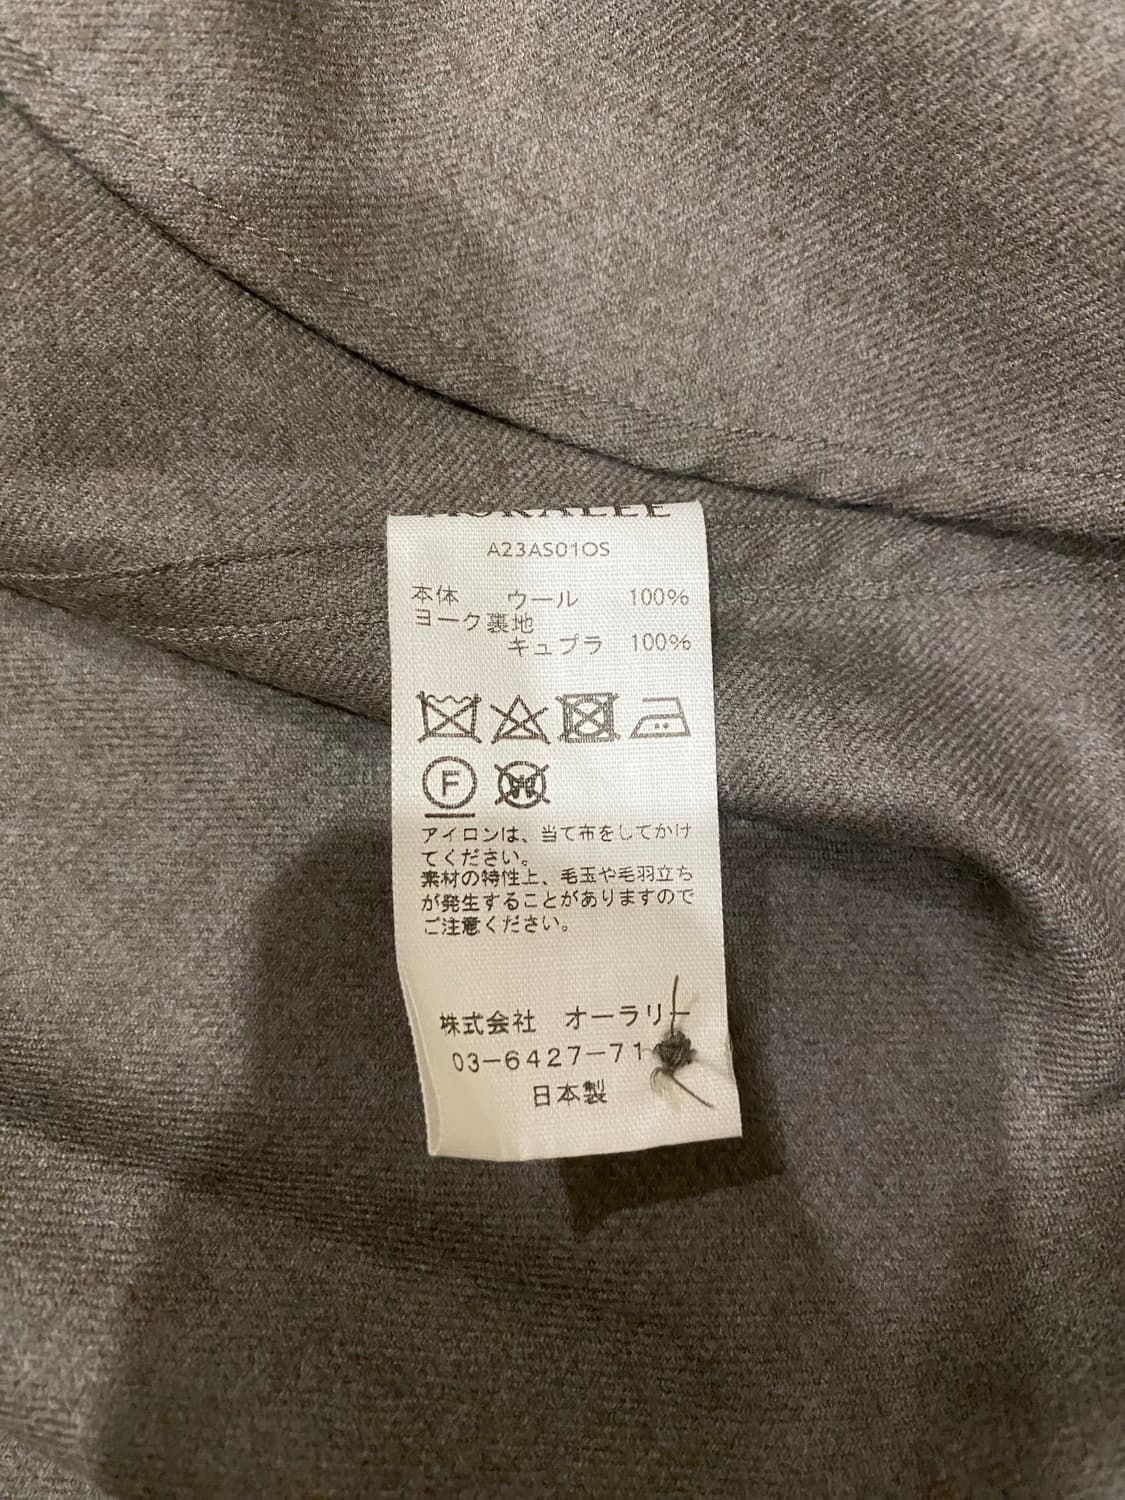 AURALEE
A23AS01OS
本体 ウール 100%
ヨーク裏地
キュプラ 100%
F
アイロンは、当て布をしてかけ
てください。
素材の特性上、毛玉や毛羽立ち
が発生することがありますので
ご注意ください。
株式会社 オーラリー
03-6427-71
日本製